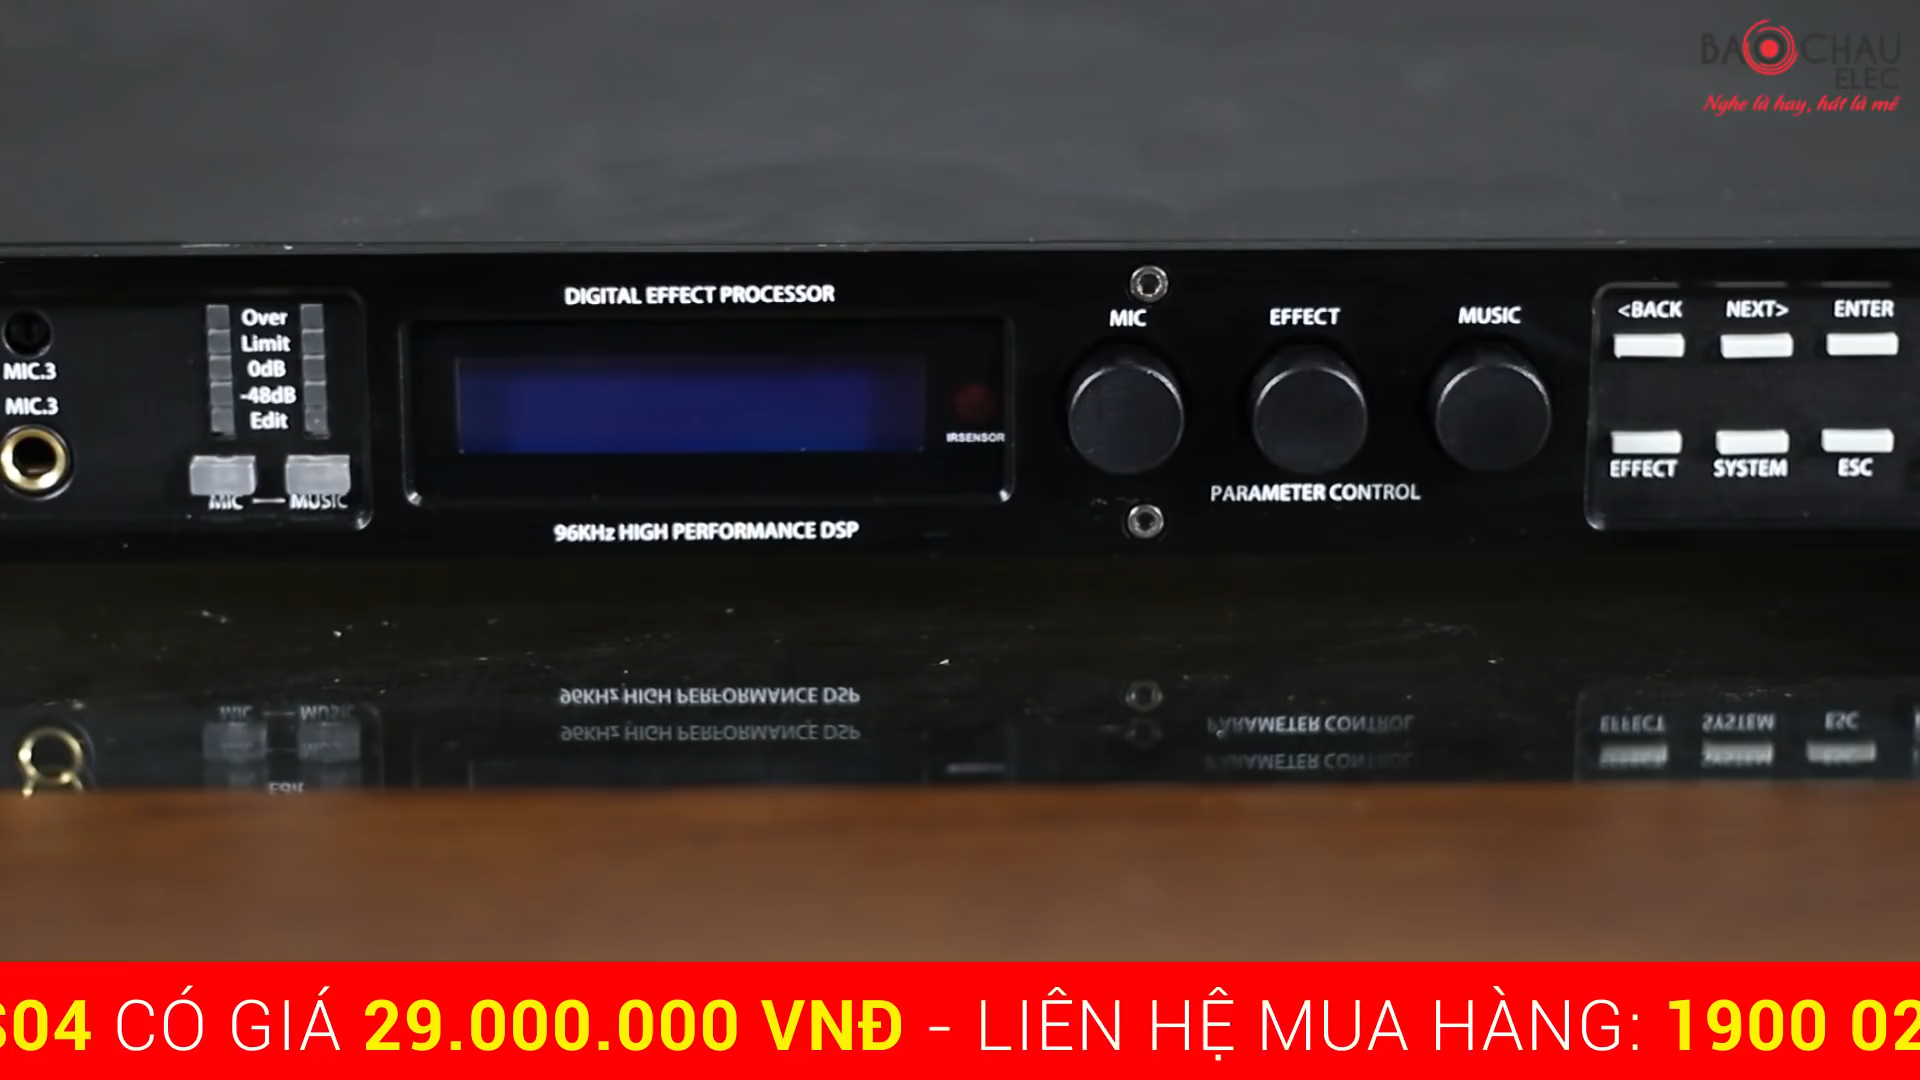 BAOCHAU
ELEC
Nghe là hay, hát là mê
DIGITAL EFFECT PROCESSOR
MIC.3
MIC.3
Over
Limit
0dB
-48dB
Edit
MIC
MUSIC
IRSENSOR
96KHz HIGH PERFORMANCE DSP
MIC
EFFECT
MUSIC
PARAMETER CONTROL
<BACK
NEXT>
ENTER
EFFECT
SYSTEM
ESC
S04 CÓ GIÁ 29.000.000 VNĐ - LIÊN HỆ MUA HÀNG: 1900 02